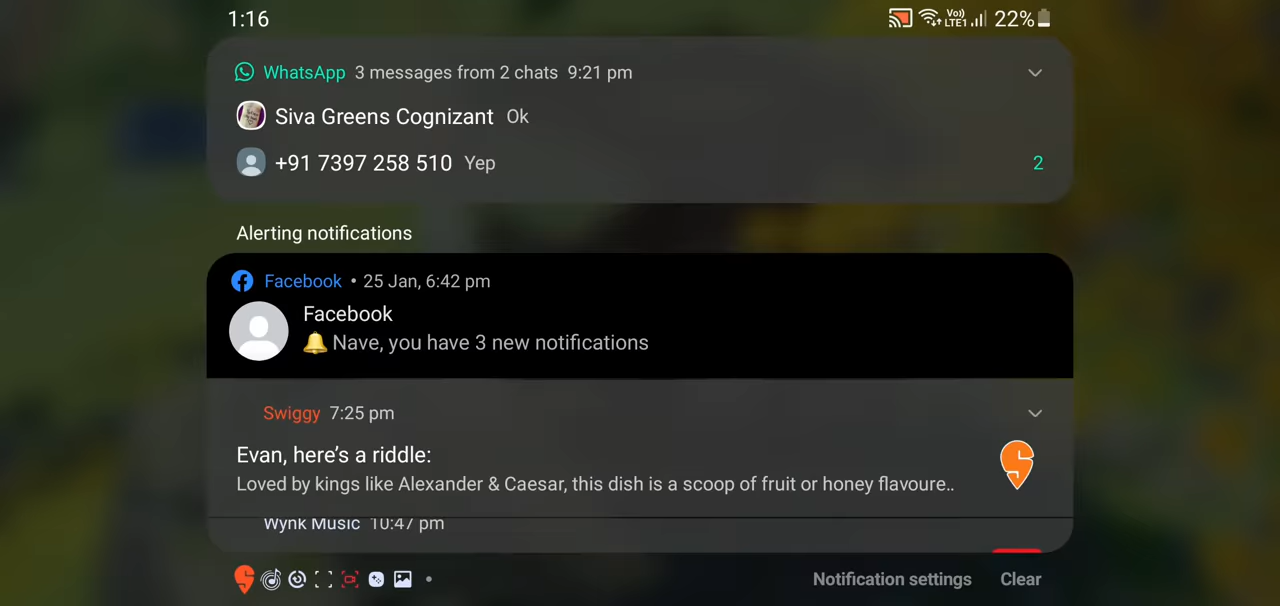 1:16
Vo)) LTE1 22%
WhatsApp 3 messages from 2 chats 9:21 pm
Siva Greens Cognizant Ok
+91 7397 258 510 Yep 2
Alerting notifications
Facebook • 25 Jan, 6:42 pm
Facebook
🔔 Nave, you have 3 new notifications
Swiggy 7:25 pm
Evan, here's a riddle:
Loved by kings like Alexander & Caesar, this dish is a scoop of fruit or honey flavoure..
Wynk Music 10:47 pm
Notification settings Clear